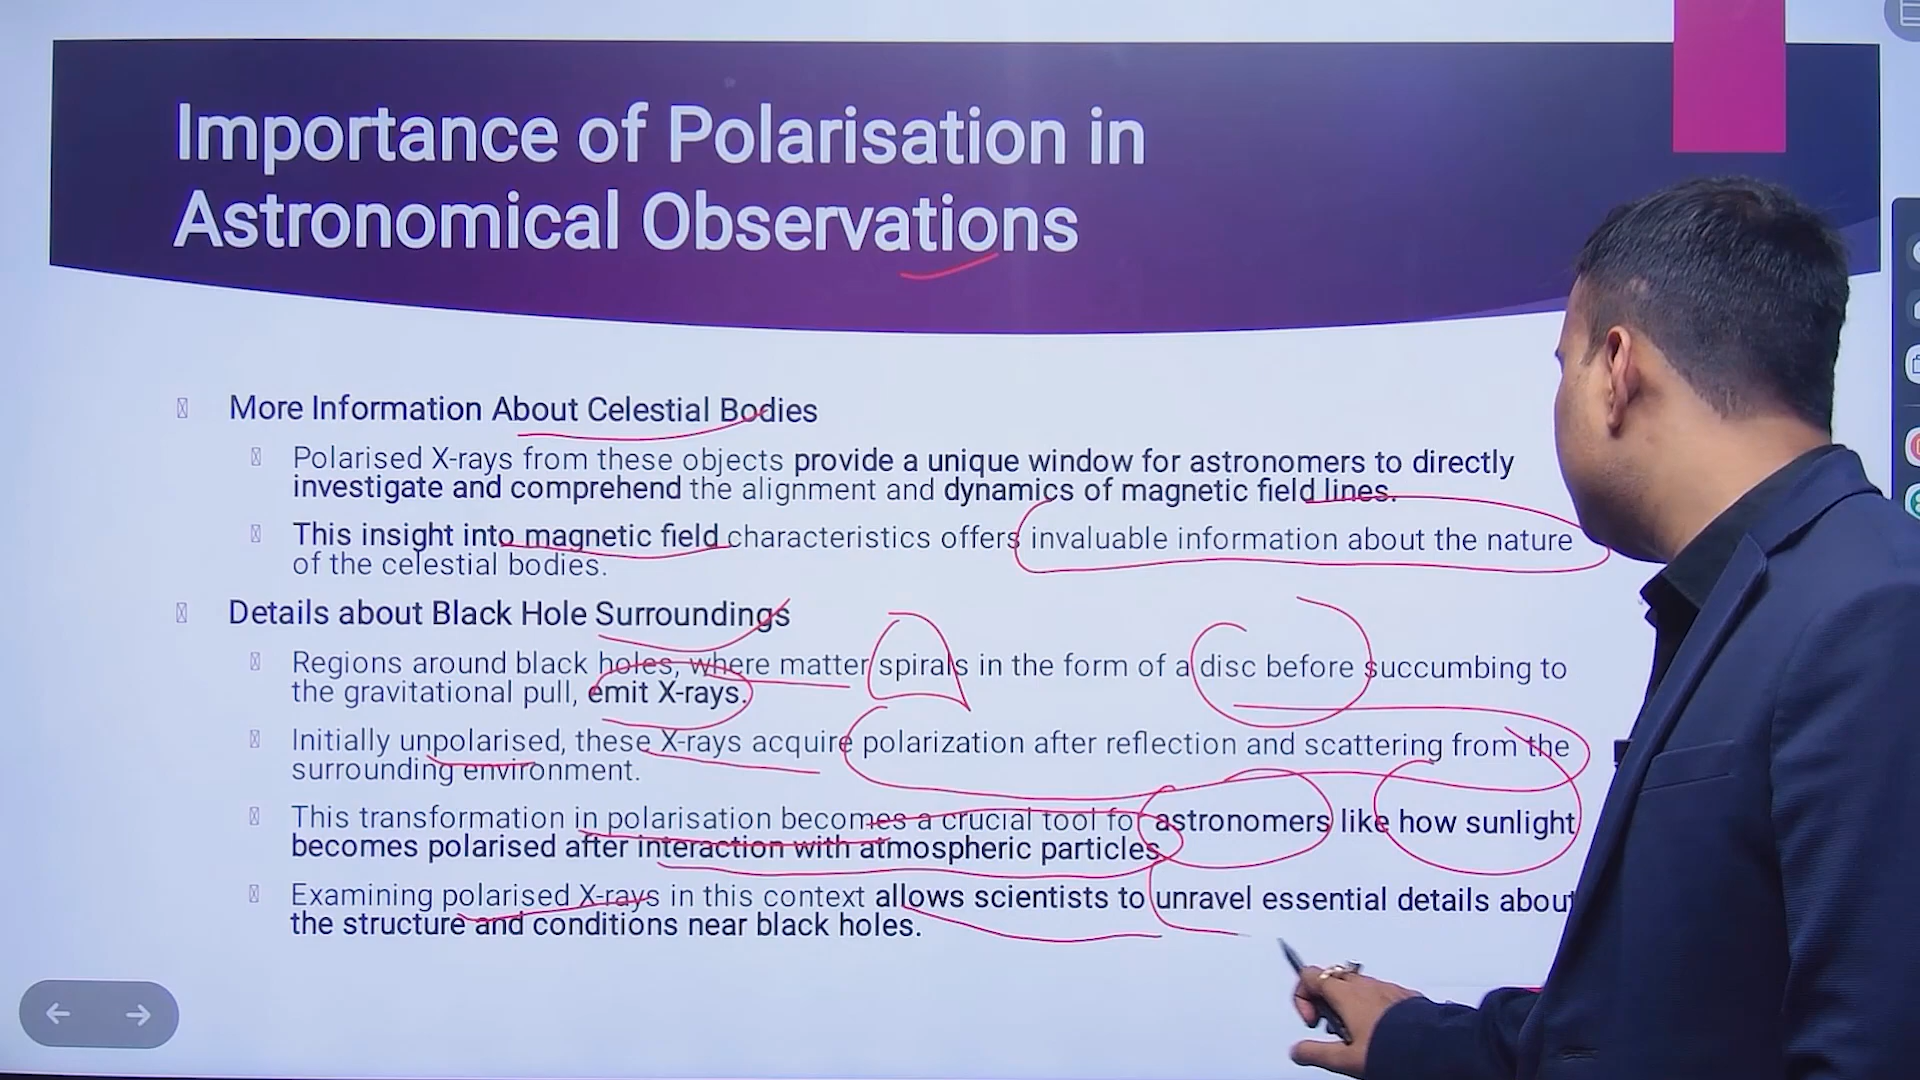 Importance of Polarisation in
Astronomical Observations
More Information About Celestial Bodies
Polarised X-rays from these objects provide a unique window for astronomers to directly
investigate and comprehend the alignment and dynamics of magnetic field lines.
This insight into magnetic field characteristics offers invaluable information about the nature
of the celestial bodies.
Details about Black Hole Surroundings
Regions around black holes, where matter spirals in the form of a disc before succumbing to
the gravitational pull, emit X-rays.
Initially unpolarised, these X-rays acquire polarization after reflection and scattering from the
surrounding environment.
This transformation in polarisation becomes a crucial tool for astronomers like how sunlight
becomes polarised after interaction with atmospheric particles.
Examining polarised X-rays in this context allows scientists to unravel essential details about
the structure and conditions near black holes.